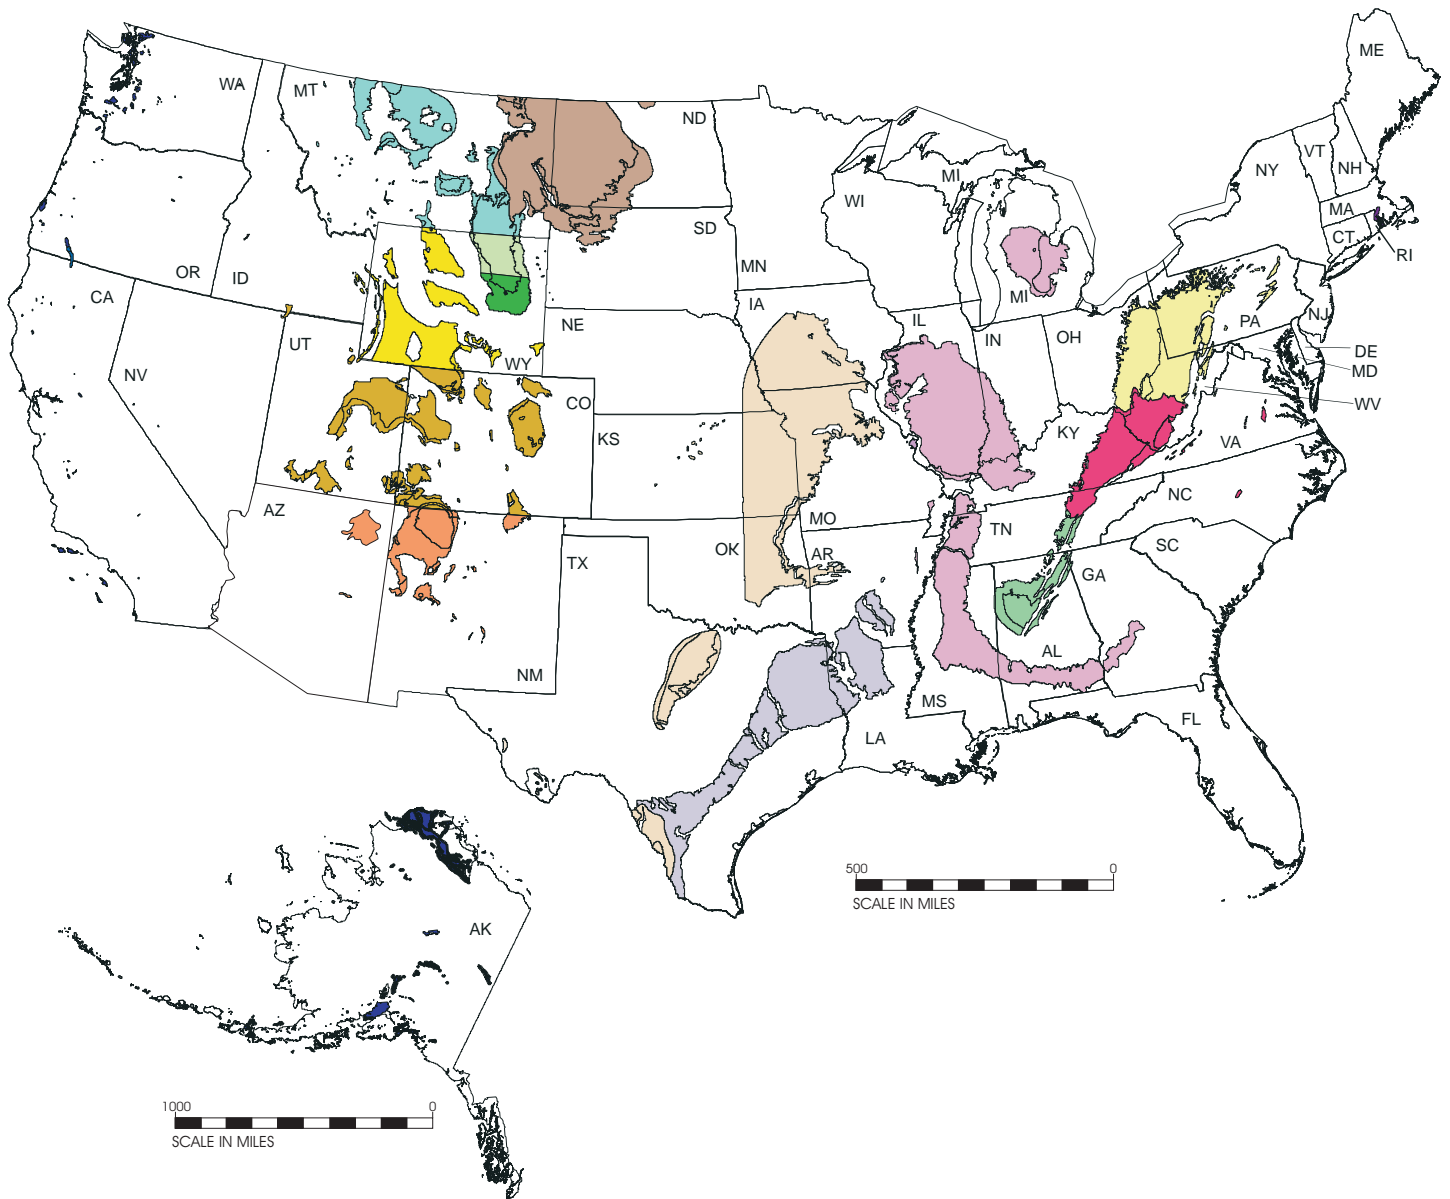 ME
WA
MT
ND
VT
NH
NY
MI
WI
MA
SD
CT
RI
MN
OR
ID
CA
MI
IA
NJ
IL
PA
NE
OH
IN
UT
DE
WY
MD
NV
CO
WV
KS
KY
VA
NC
AZ
MO
TN
OK
SC
AR
TX
GA
AL
NM
MS
FL
LA
500 0
SCALE IN MILES
AK
1000 0
SCALE IN MILES